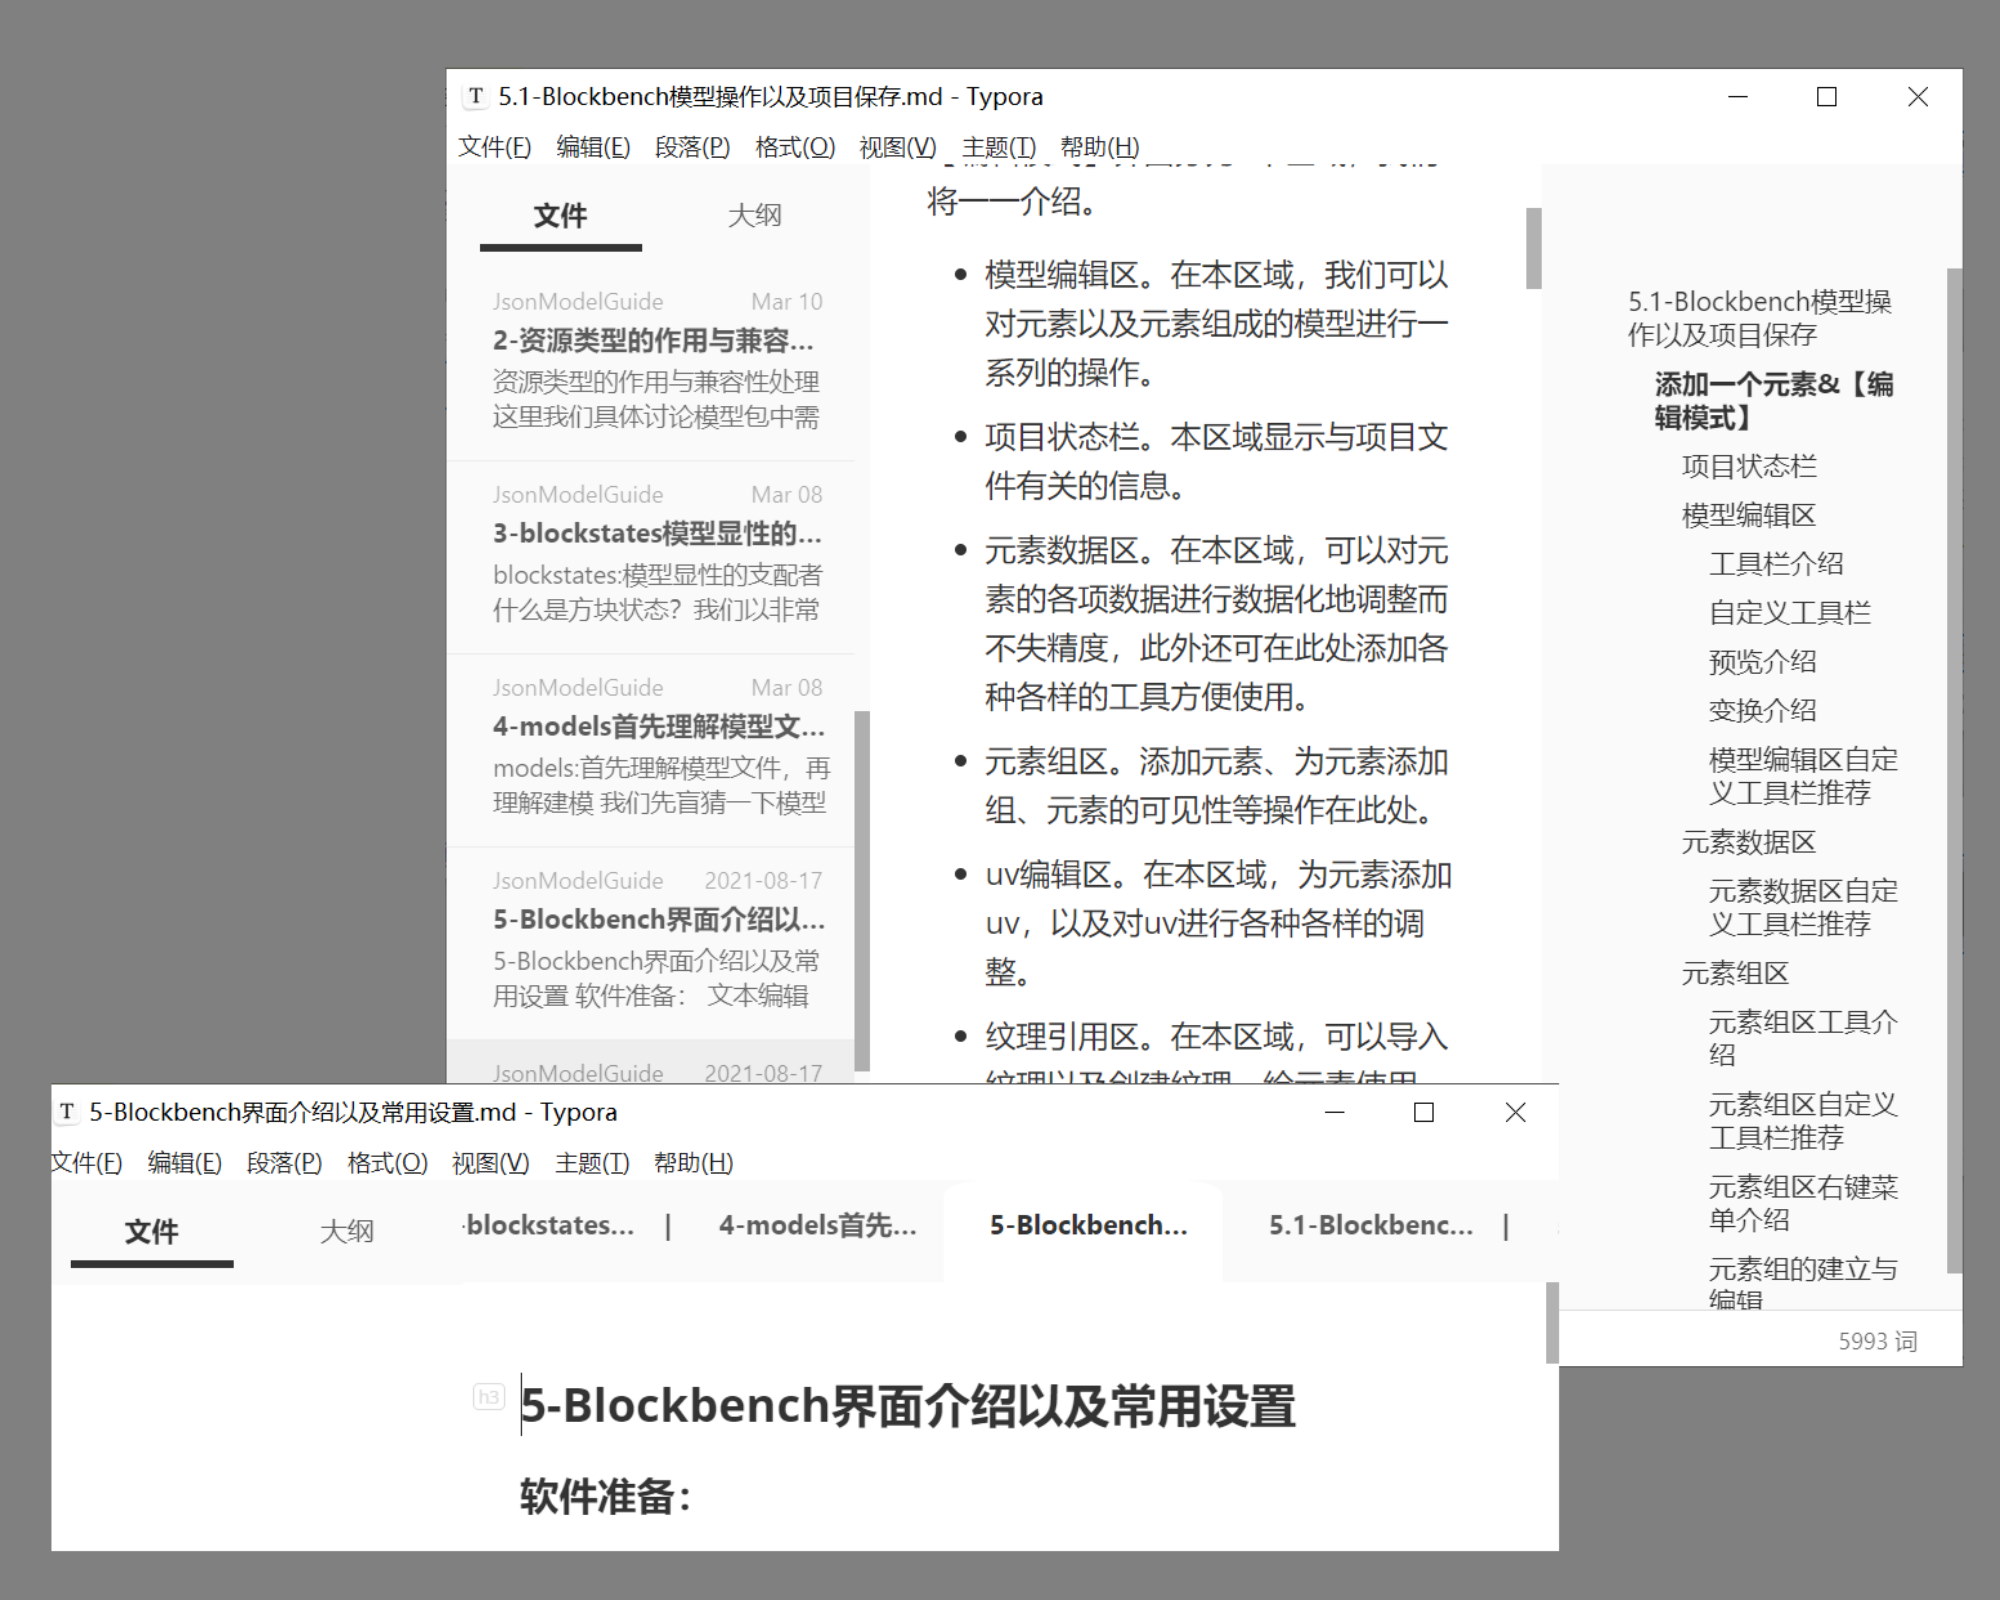 5.1-Blockbench模型操作以及项目保存.md - Typora
文件(F) 编辑(E) 段落(P) 格式(O) 视图(V) 主题(T) 帮助(H)
文件 大纲
JsonModelGuide Mar 10
2-资源类型的作用与兼容...
资源类型的作用与兼容性处理
这里我们具体讨论模型包中需
JsonModelGuide Mar 08
3-blockstates模型显性的...
blockstates:模型显性的支配者
什么是方块状态？我们以非常
JsonModelGuide Mar 08
4-models首先理解模型文...
models:首先理解模型文件，再
理解建模 我们先盲猜一下模型
JsonModelGuide 2021-08-17
5-Blockbench界面介绍以...
5-Blockbench界面介绍以及常
用设置 软件准备： 文本编辑
JsonModelGuide 2021-08-17
将一一介绍。
• 模型编辑区。在本区域，我们可以
对元素以及元素组成的模型进行一
系列的操作。
• 项目状态栏。本区域显示与项目文
件有关的信息。
• 元素数据区。在本区域，可以对元
素的各项数据进行数据化地调整而
不失精度，此外还可在此处添加各
种各样的工具方便使用。
• 元素组区。添加元素、为元素添加
组、元素的可见性等操作在此处。
• uv编辑区。在本区域，为元素添加
uv，以及对uv进行各种各样的调
整。
• 纹理引用区。在本区域，可以导入
纹理以及创建纹理，给元素使用
5.1-Blockbench模型操
作以及项目保存
添加一个元素&【编
辑模式】
项目状态栏
模型编辑区
工具栏介绍
自定义工具栏
预览介绍
变换介绍
模型编辑区自定
义工具栏推荐
元素数据区
元素数据区自定
义工具栏推荐
元素组区
元素组区工具介
绍
元素组区自定义
工具栏推荐
元素组区右键菜
单介绍
元素组的建立与
编辑
5993 词
5-Blockbench界面介绍以及常用设置.md - Typora
文件(F) 编辑(E) 段落(P) 格式(O) 视图(V) 主题(T) 帮助(H)
文件 大纲
-blockstates... | 4-models首先... 5-Blockbench... 5.1-Blockbenc... |
h3 5-Blockbench界面介绍以及常用设置
软件准备：